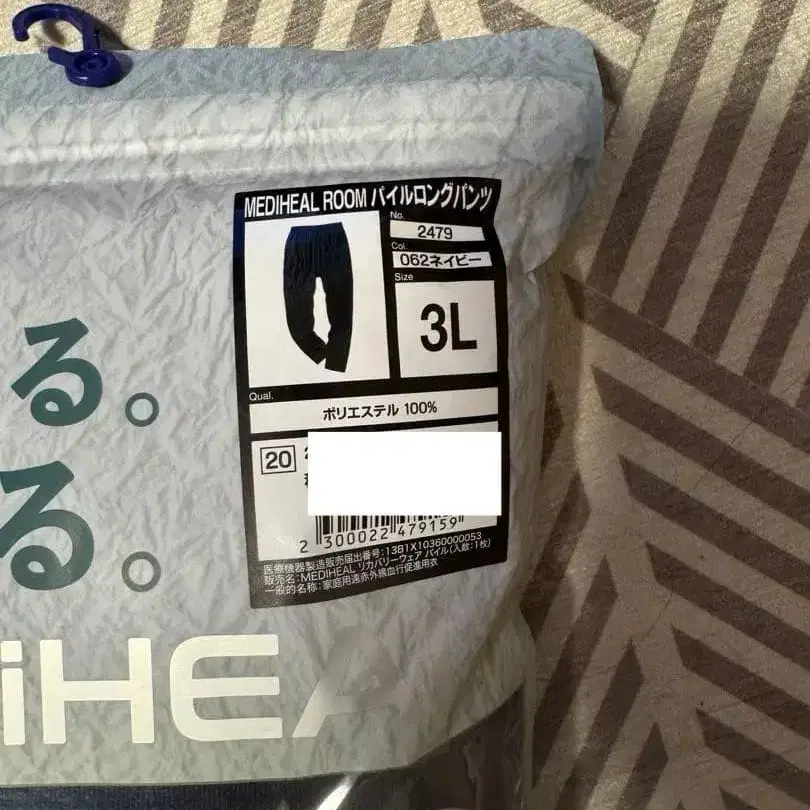 MEDIHEAL ROOM パイルロングパンツ
No.
2479
Col.
062ネイビー
Size
3L
Qual.
ポリエステル 100%
20
2 300022 479159
医療機器製造販売届出番号:13B1X10360000053
販売名:MEDIHEAL リカバリーウェア パイル(入数:1枚)
一般的名称:家庭用遠赤外線血行促進用衣
る。
る。
iHEA